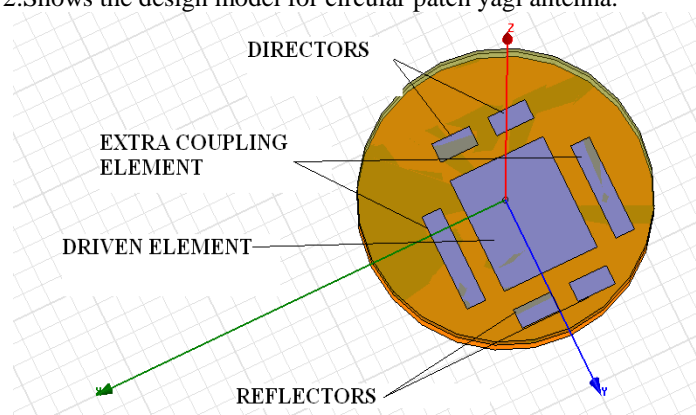 2.Shows the design model for circular patch yagi antenna.
Z
DIRECTORS
EXTRA COUPLING
ELEMENT
DRIVEN ELEMENT
REFLECTORS
Y